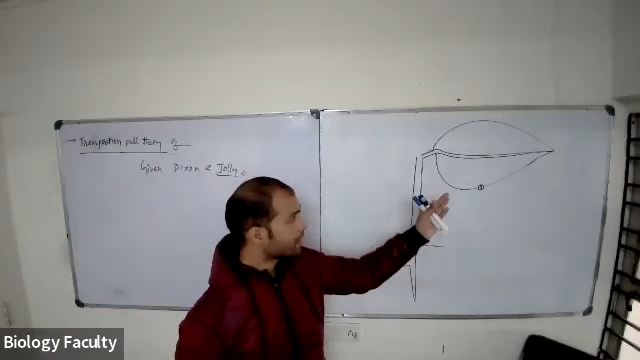 → Transpiration pull theory
Given Dixon & Jolly
Biology Faculty